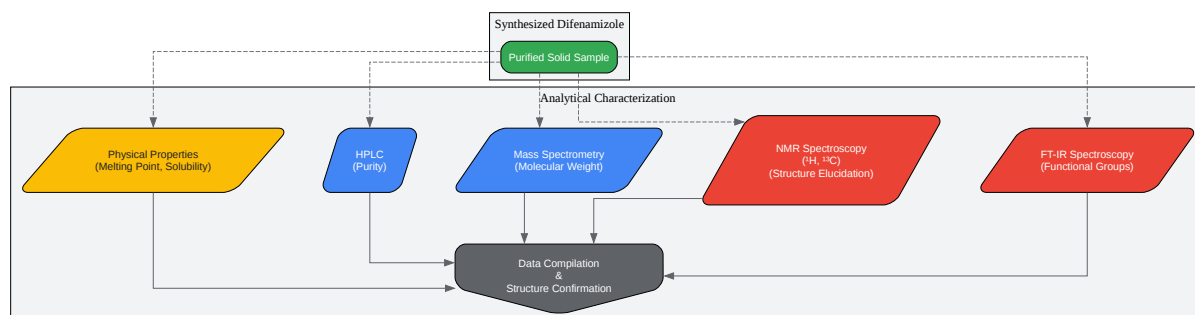 Synthesized Difenamizole
Purified Solid Sample
Analytical Characterization
Physical Properties
(Melting Point, Solubility)
HPLC
(Purity)
Mass Spectrometry
(Molecular Weight)
NMR Spectroscopy
(¹H, ¹³C)
(Structure Elucidation)
FT-IR Spectroscopy
(Functional Groups)
Data Compilation
&
Structure Confirmation